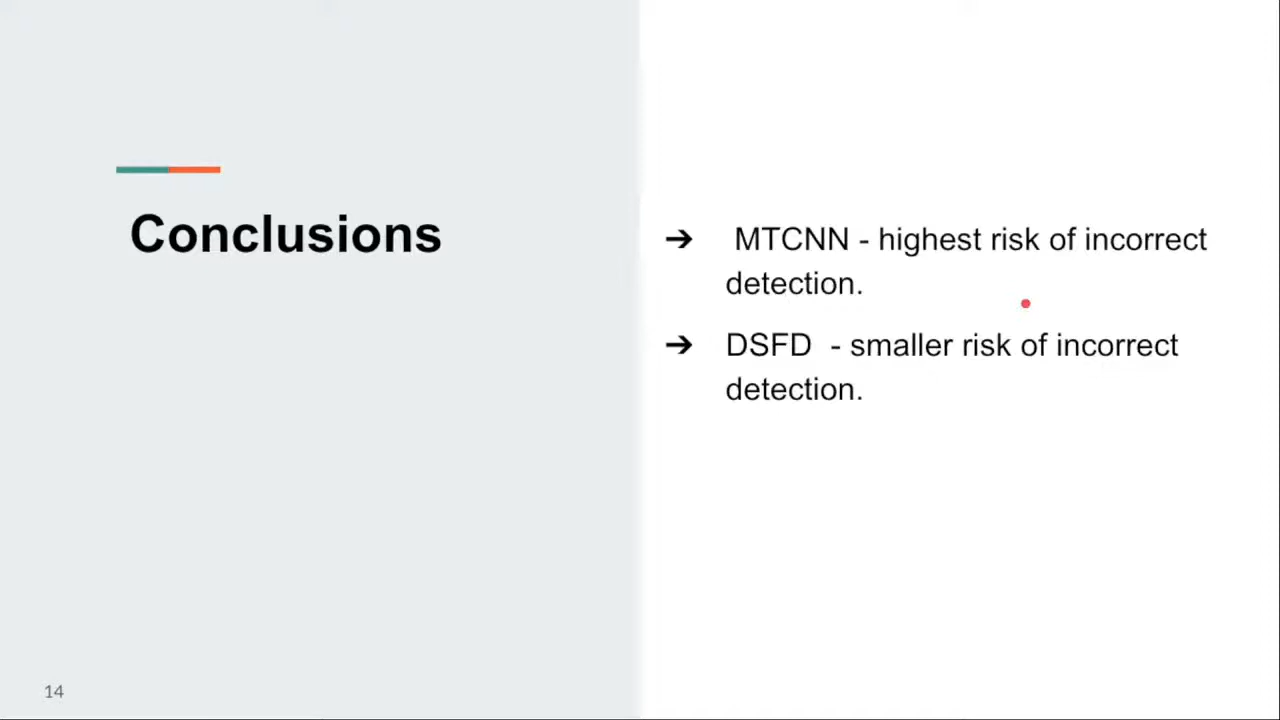 Conclusions
➔ MTCNN - highest risk of incorrect
detection.
➔ DSFD - smaller risk of incorrect
detection.
14